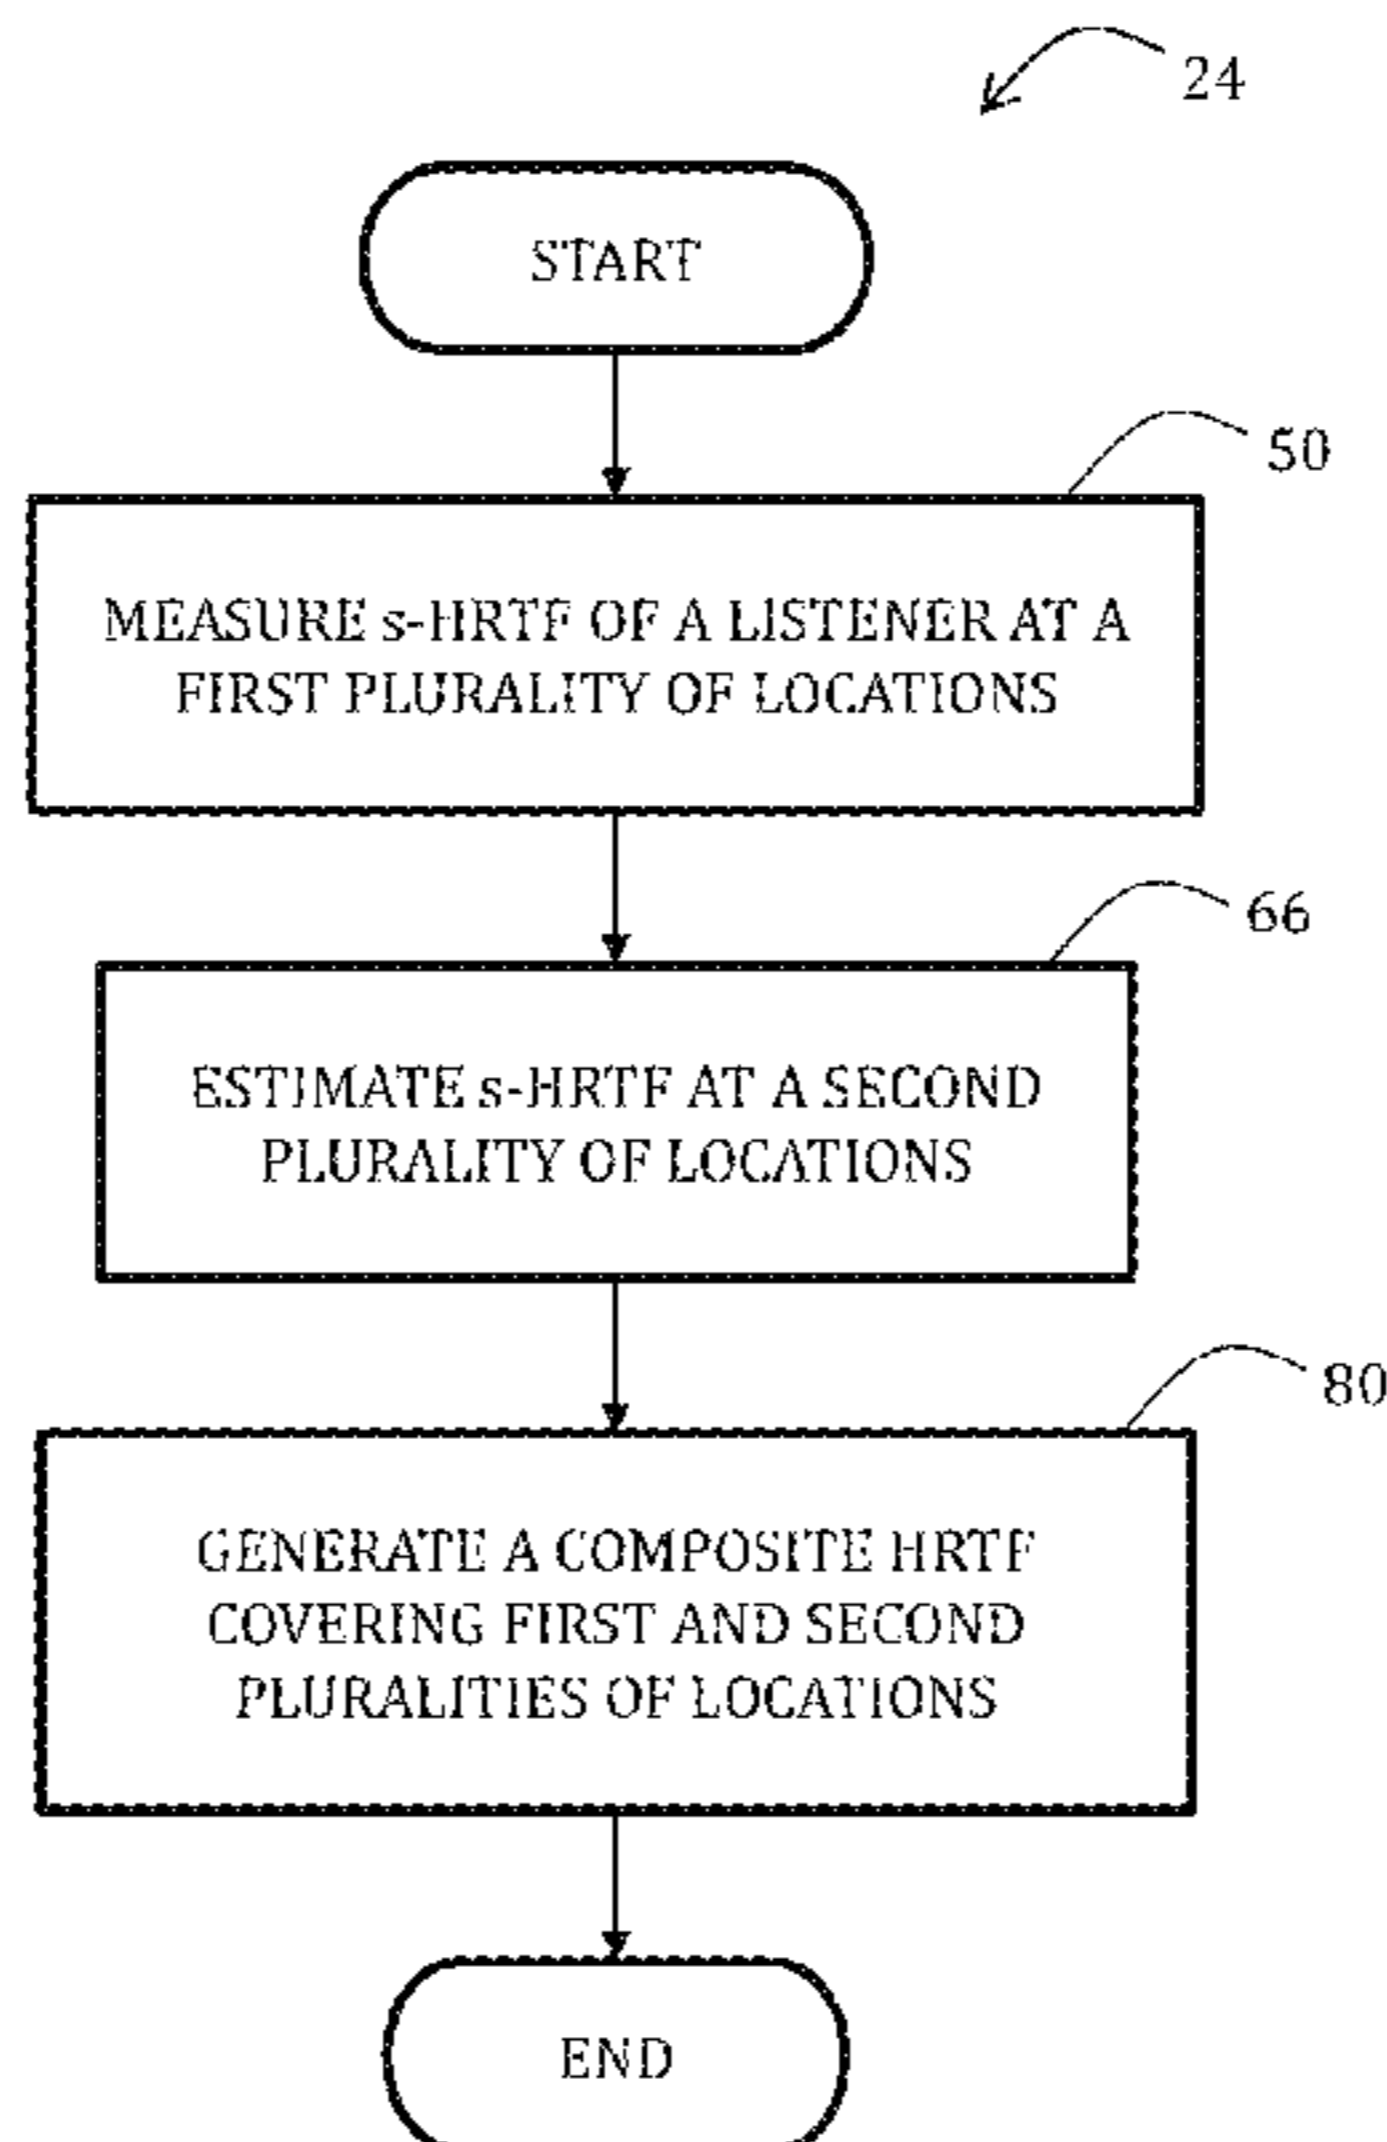 24
START
50
MEASURE s-HRTF OF A LISTENER AT A
FIRST PLURALITY OF LOCATIONS
66
ESTIMATE s-HRTF AT A SECOND
PLURALITY OF LOCATIONS
80
GENERATE A COMPOSITE HRTF
COVERING FIRST AND SECOND
PLURALITIES OF LOCATIONS
END